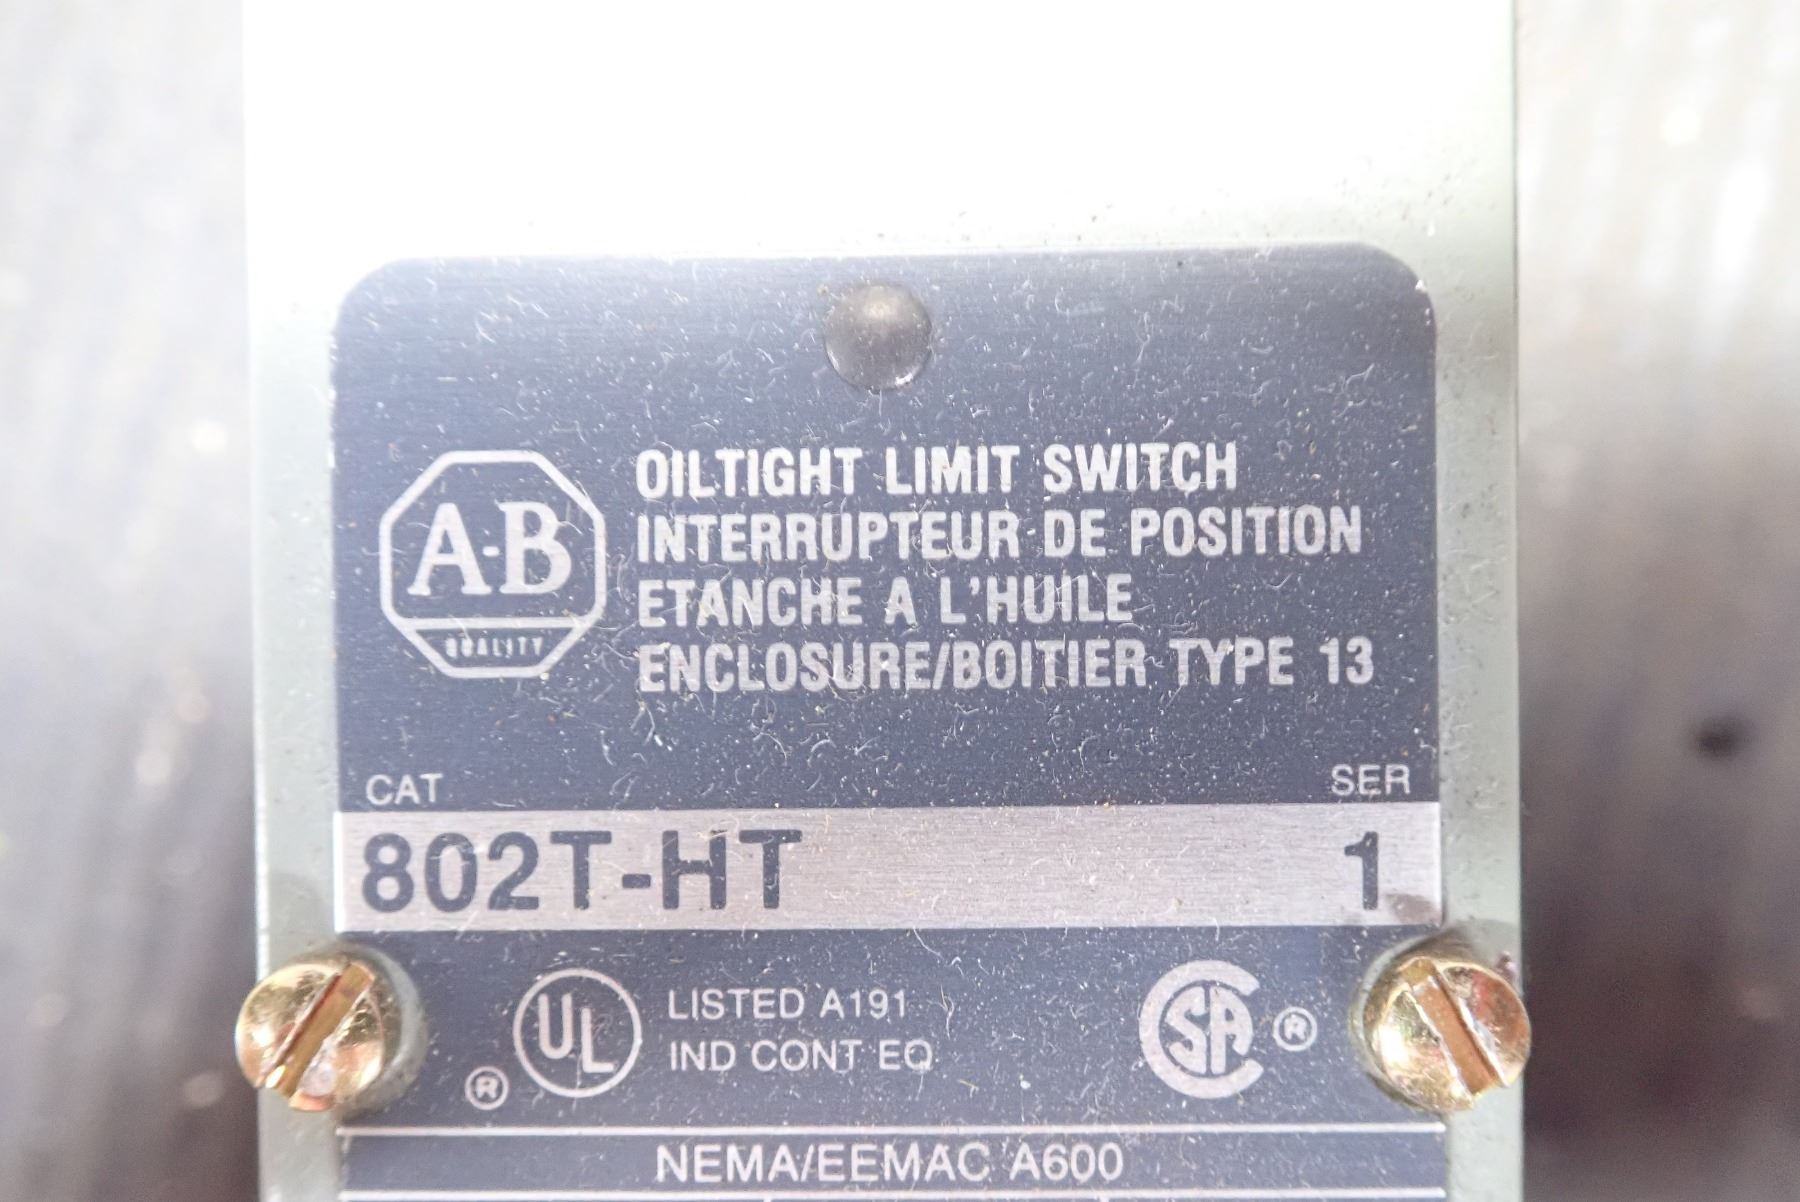 OILTIGHT LIMIT SWITCH
INTERRUPTEUR DE POSITION
ETANCHE A L'HUILE
ENCLOSURE/BOITIER TYPE 13
A-B
QUALITY
CAT SER
802T-HT 1
UL LISTED A191
IND CONT EQ
® SA ®
NEMA/EEMAC A600